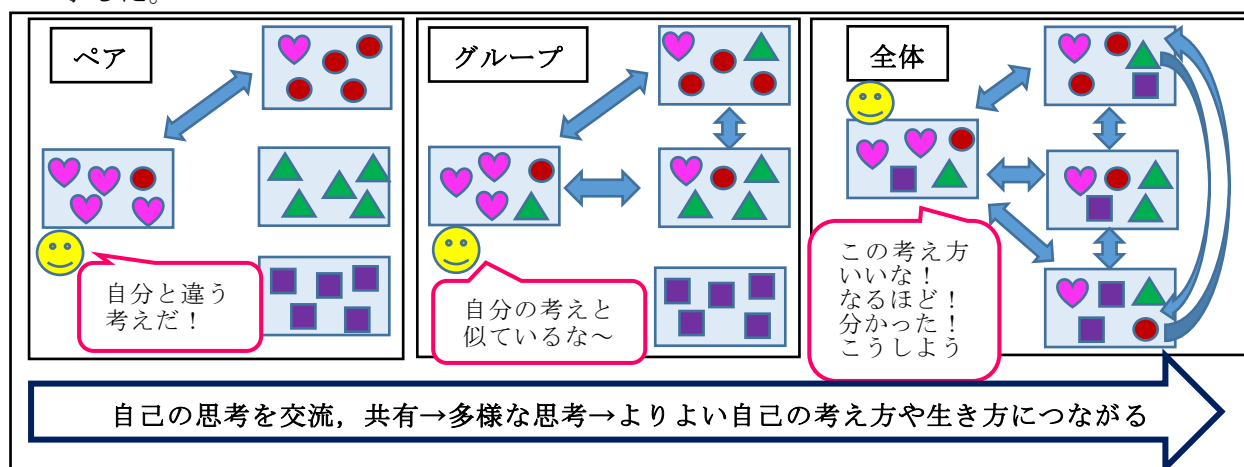 ペア
自分と違う
考えだ！
グループ
自分の考えと
似ているな～
全体
この考え方
いいな！
なるほど！
分かった！
こうしよう
自己の思考を交流，共有→多様な思考→よりよい自己の考え方や生き方につながる